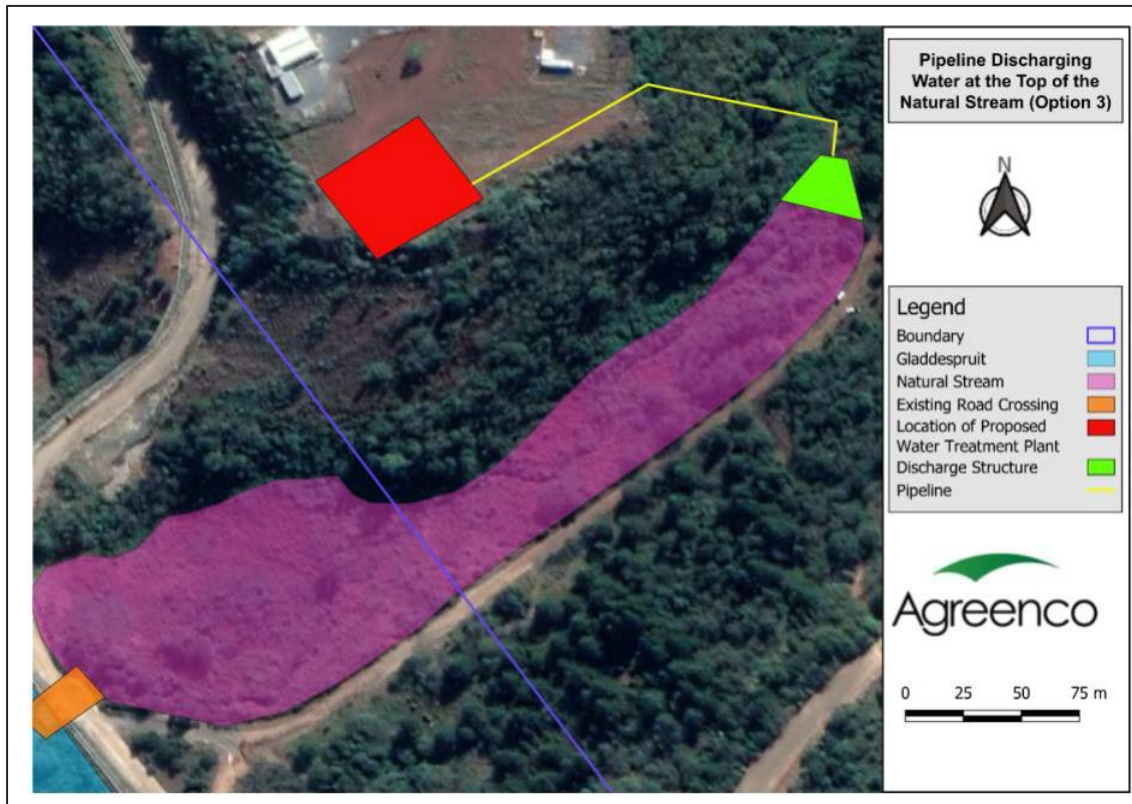 Pipeline Discharging
Water at the Top of the
Natural Stream (Option 3)
N
Legend
Boundary
Gladdespruit
Natural Stream
Existing Road Crossing
Location of Proposed
Water Treatment Plant
Discharge Structure
Pipeline
Agreenco
0 25 50 75 m